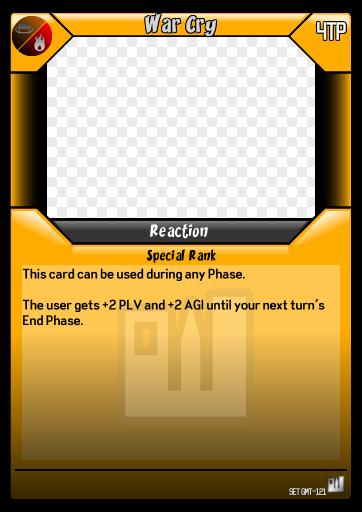 War Cry
4TP
Reaction
Special Rank
This card can be used during any Phase.
The user gets +2 PLV and +2 AGI until your next turn's
End Phase.
SET GMT-121